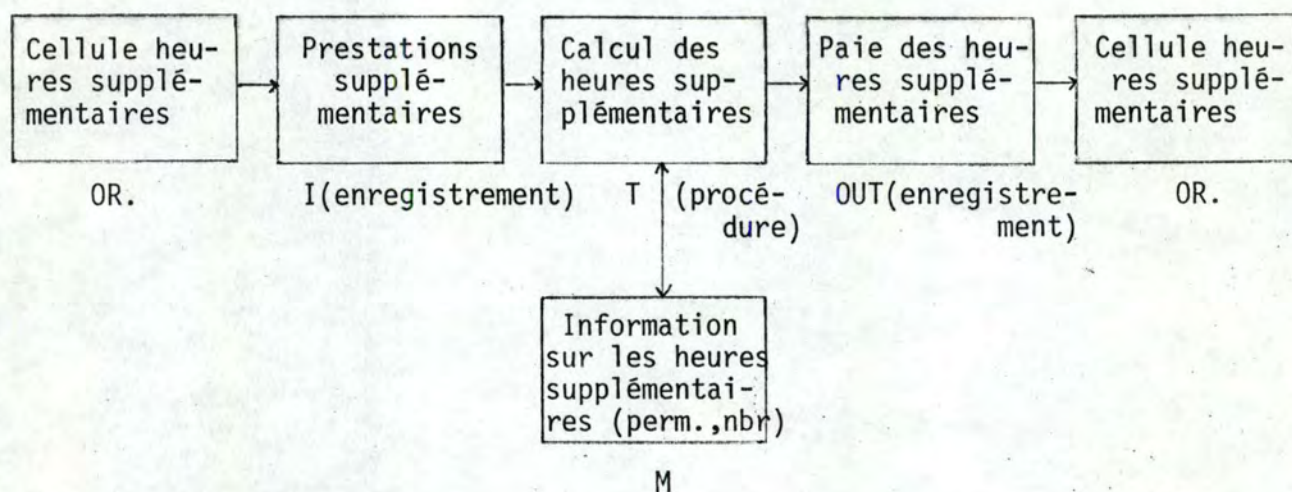 Cellule heu-
res supplé-
mentaires
Prestations
supplé-
mentaires
Calcul des
heures sup-
plémentaires
Paie des heu-
res supplé-
mentaires
Cellule heu-
res supplé-
mentaires
OR.
I(enregistrement)
T (procé-
dure)
OUT(enregistre-
ment)
OR.
Information
sur les heures
supplémentai-
res (perm.,nbr)
M